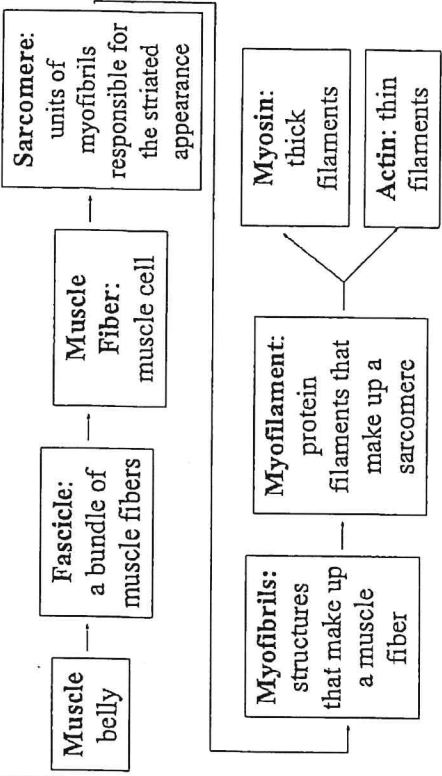 Muscle
belly
Fascicle:
a bundle of
muscle fibers
Muscle
Fiber:
muscle cell
Sarcomere:
units of
myofibrils
responsible for
the striated
appearance
Myofibrils:
structures
that make up
a muscle
fiber
Myofilament:
protein
filaments that
make up a
sarcomere
Myosin:
thick
filaments
Actin: thin
filaments